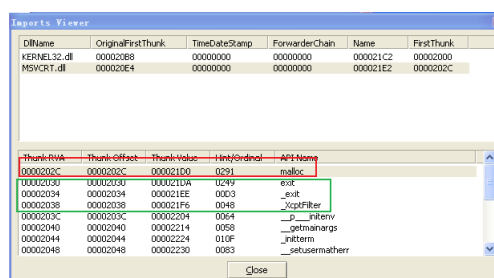 Imports Viewer
DllName OriginalFirstThunk TimeDateStamp ForwarderChain Name FirstThunk
KERNEL32.dll 000020B8 00000000 00000000 000021C2 00002000
MSVCRT.dll 000020E4 00000000 00000000 000021E2 0000202C
Thunk RVA Thunk Offset Thunk Value Hint/Ordinal API Name
0000202C 0000202C 000021D0 0291 malloc
00002030 00002030 000021DA 0249 exit
00002034 00002034 000021EE 00D3 _exit
00002038 00002038 000021F6 0048 _XcptFilter
0000203C 0000203C 00002204 0064 __p___initenv
00002040 00002040 00002214 0058 __getmainargs
00002044 00002044 00002224 010F _initterm
00002048 00002048 00002230 0083 __setusermatherr
Close